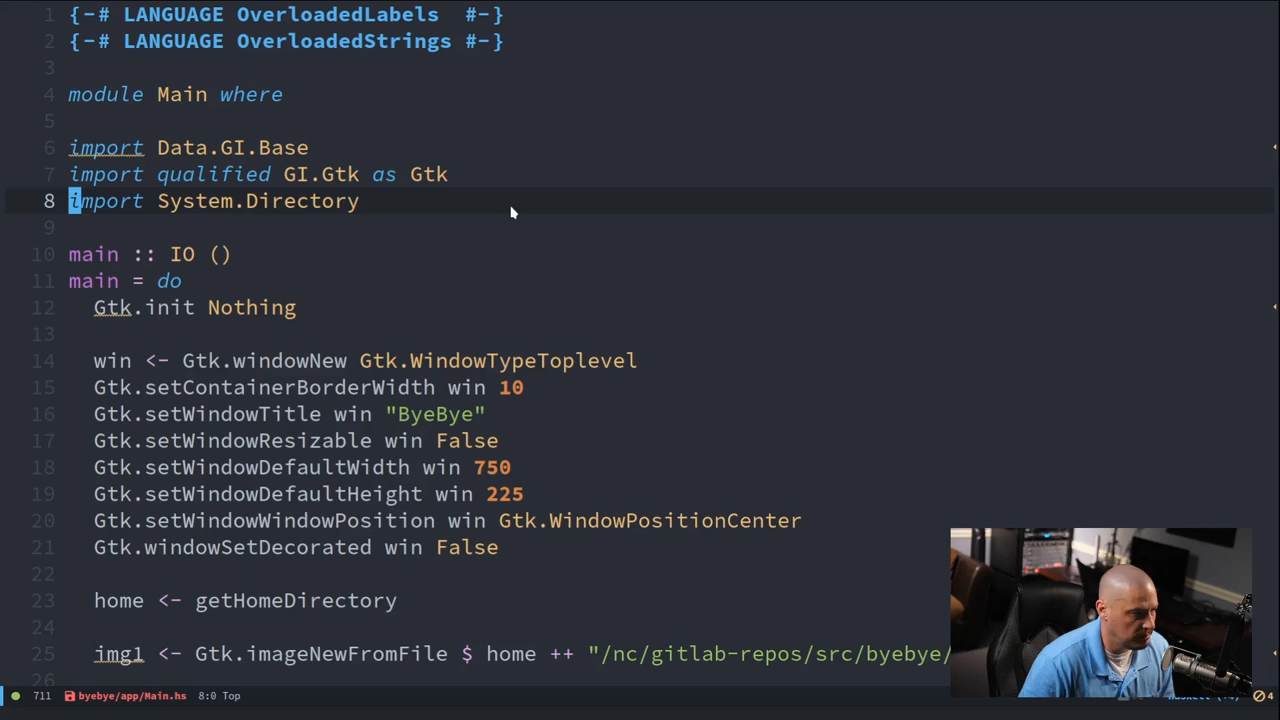 1 {-# LANGUAGE OverloadedLabels  #-}
2 {-# LANGUAGE OverloadedStrings #-}
3
4 module Main where
5
6 import Data.GI.Base
7 import qualified GI.Gtk as Gtk
8 import System.Directory
9
10 main :: IO ()
11 main = do
12 Gtk.init Nothing
13
14 win <- Gtk.windowNew Gtk.WindowTypeToplevel
15 Gtk.setContainerBorderWidth win 10
16 Gtk.setWindowTitle win "ByeBye"
17 Gtk.setWindowResizable win False
18 Gtk.setWindowDefaultWidth win 750
19 Gtk.setWindowDefaultHeight win 225
20 Gtk.setWindowWindowPosition win Gtk.WindowPositionCenter
21 Gtk.windowSetDecorated win False
22
23 home <- getHomeDirectory
24
25 img1 <- Gtk.imageNewFromFile $ home ++ "/nc/gitlab-repos/src/byebye/
26
711 byebye/app/Main.hs 8:0 Top 4